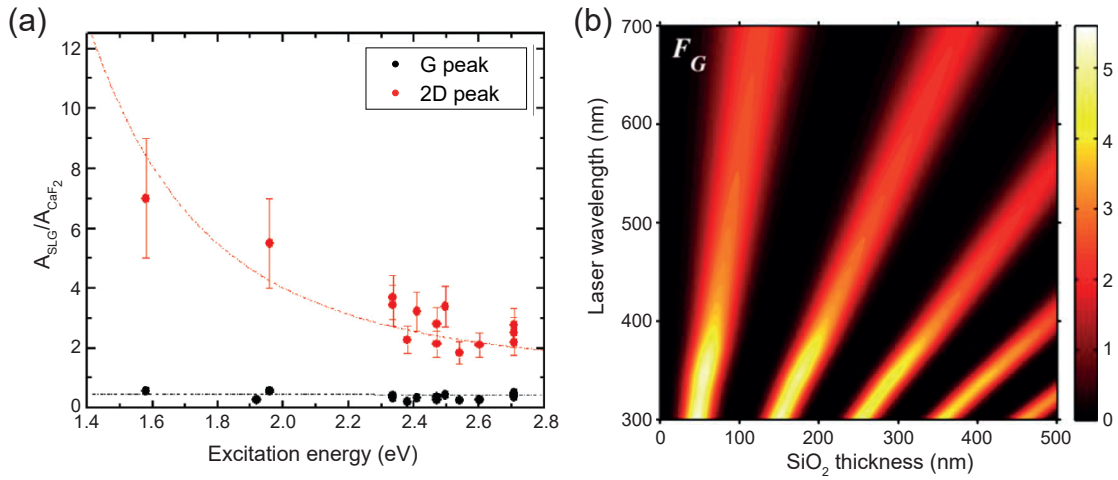 (a)
12
10
8
6
4
2
0
A_SLG/A_CaF₂
G peak
2D peak
1.4 1.6 1.8 2.0 2.2 2.4 2.6 2.8
Excitation energy (eV)
(b)
700
600
500
400
300
Laser wavelength (nm)
F_G
0 100 200 300 400 500
SiO₂ thickness (nm)
5
4
3
2
1
0